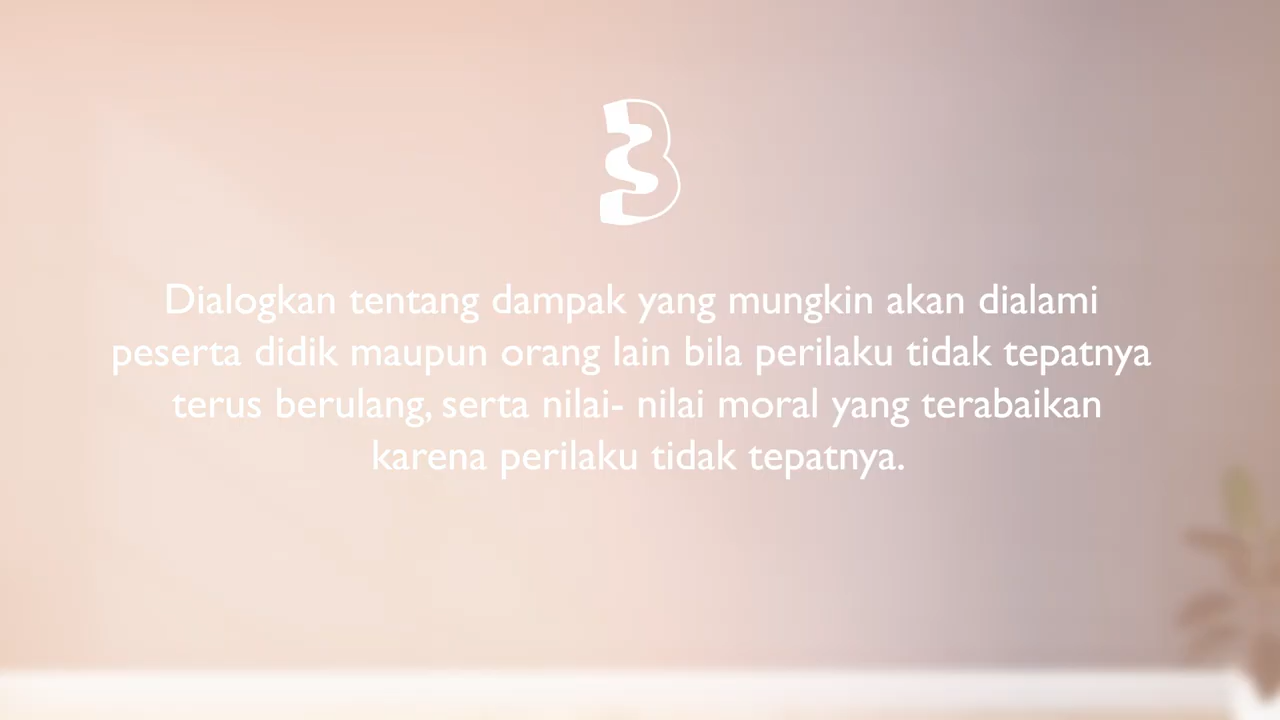 3
Dialogkan tentang dampak yang mungkin akan dialami
peserta didik maupun orang lain bila perilaku tidak tepatnya
terus berulang, serta nilai- nilai moral yang terabaikan
karena perilaku tidak tepatnya.